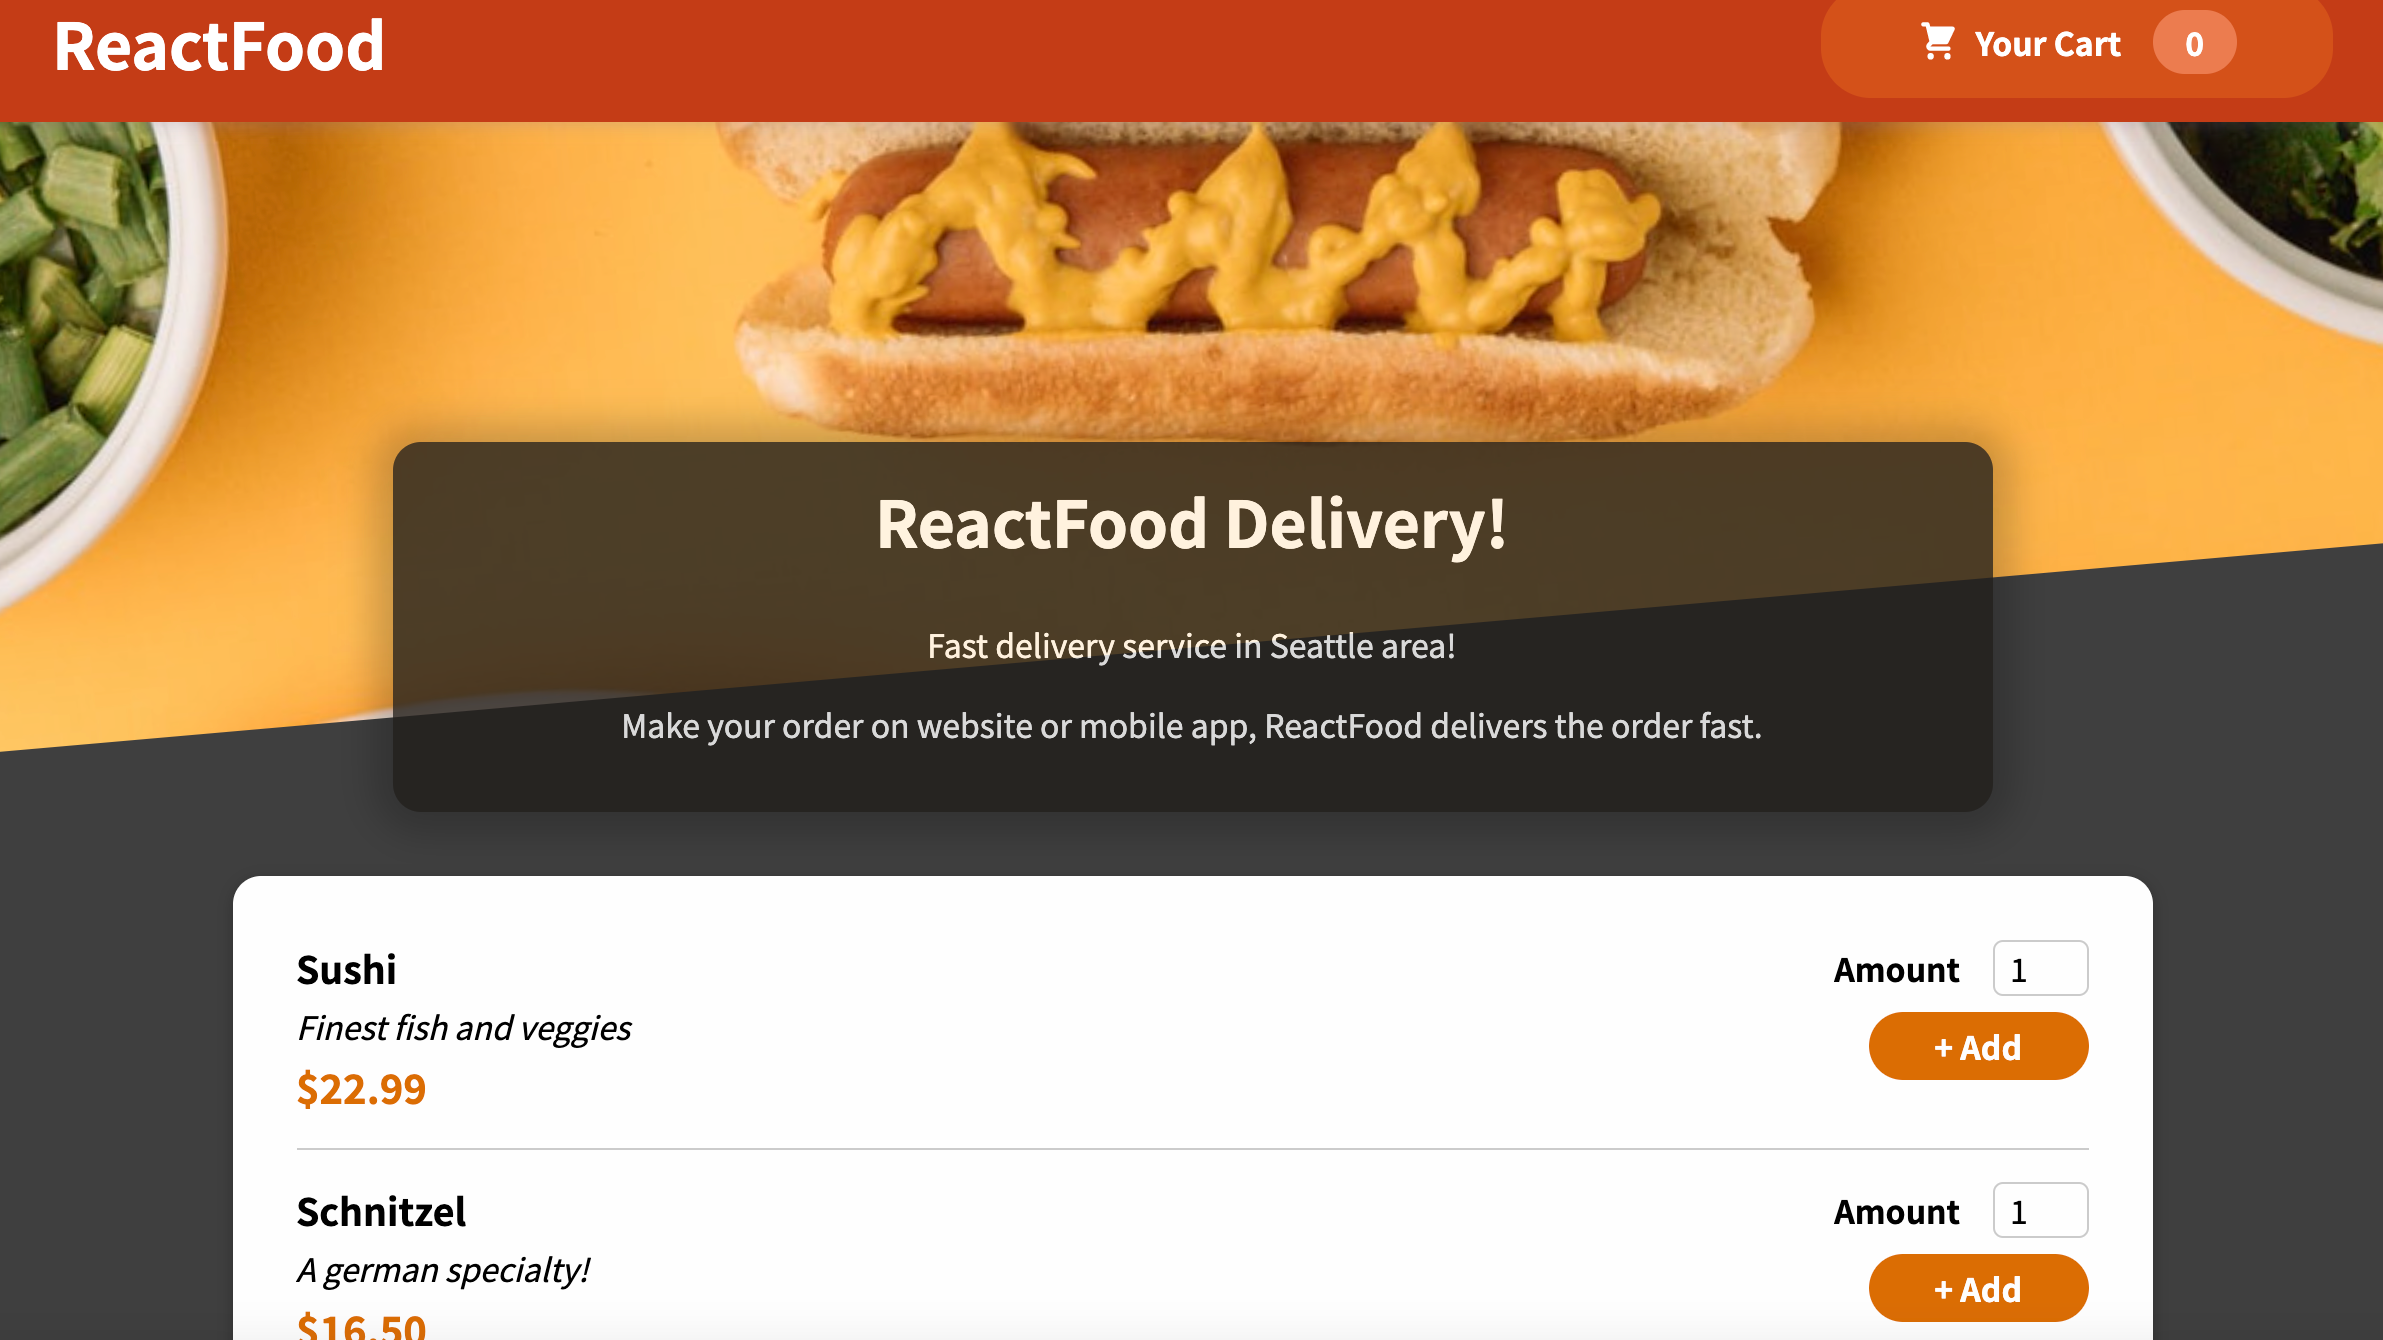 ReactFood
Your Cart 0
ReactFood Delivery!
Fast delivery service in Seattle area!
Make your order on website or mobile app, ReactFood delivers the order fast.
Sushi
Finest fish and veggies
$22.99
Amount 1
+ Add
Schnitzel
A german specialty!
$16.50
Amount 1
+ Add